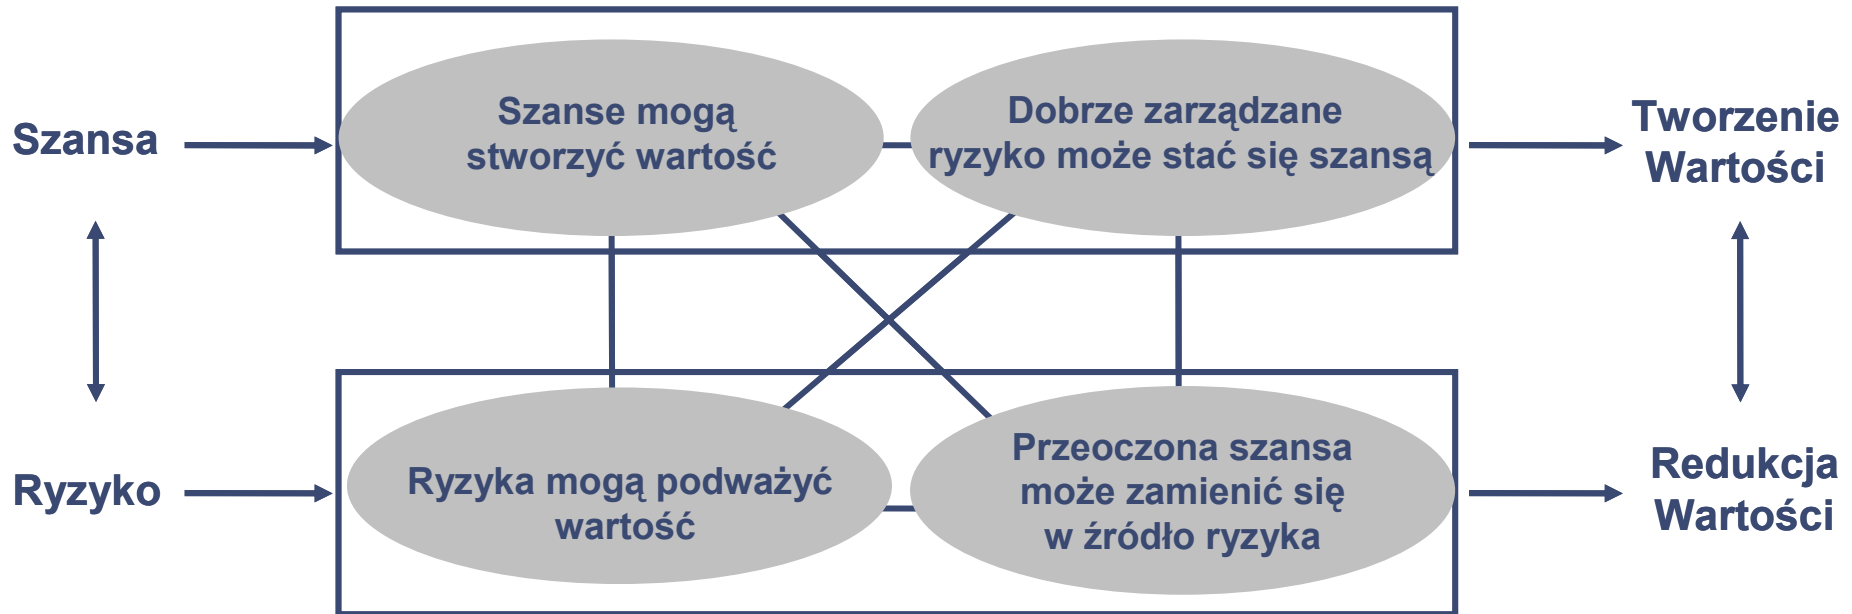 Szansa
Szanse mogą
stworzyć wartość
Dobrze zarządzane
ryzyko może stać się szansą
Tworzenie
Wartości
Ryzyko
Ryzyka mogą podważyć
wartość
Przeoczona szansa
może zamienić się
w źródło ryzyka
Redukcja
Wartości